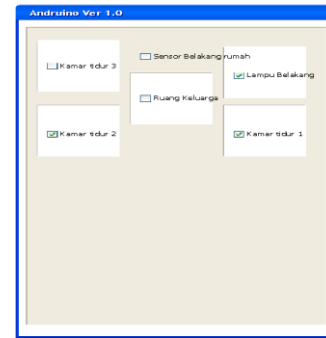 Andruino Ver 1.0
Sensor Belakang rumah
Kamar tidur 3
Lampu Belakang
Ruang Keluarga
Kamar tidur 2
Kamar tidur 1